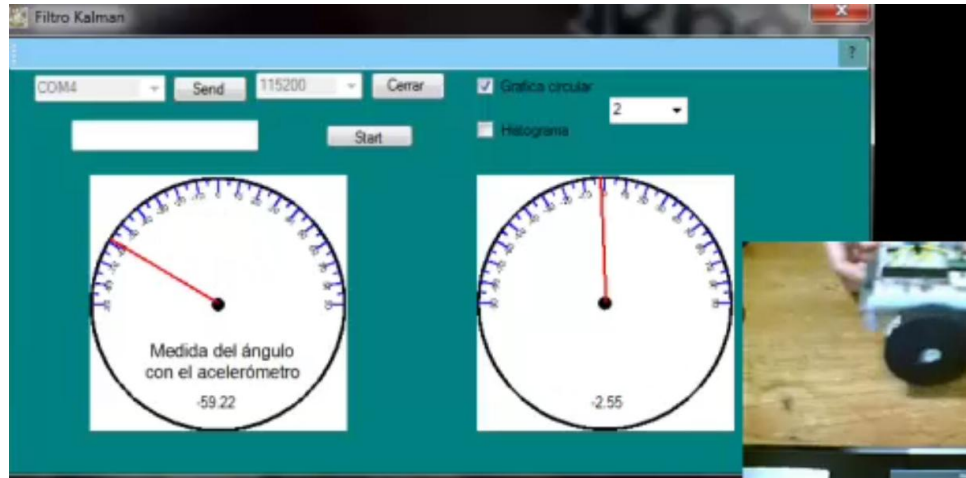 Filtro Kalman
?
COM4
Send
115200
Cerrar
Grafica circular
2
Start
Histograma
Medida del ángulo
con el acelerómetro
-59.22
-2.55